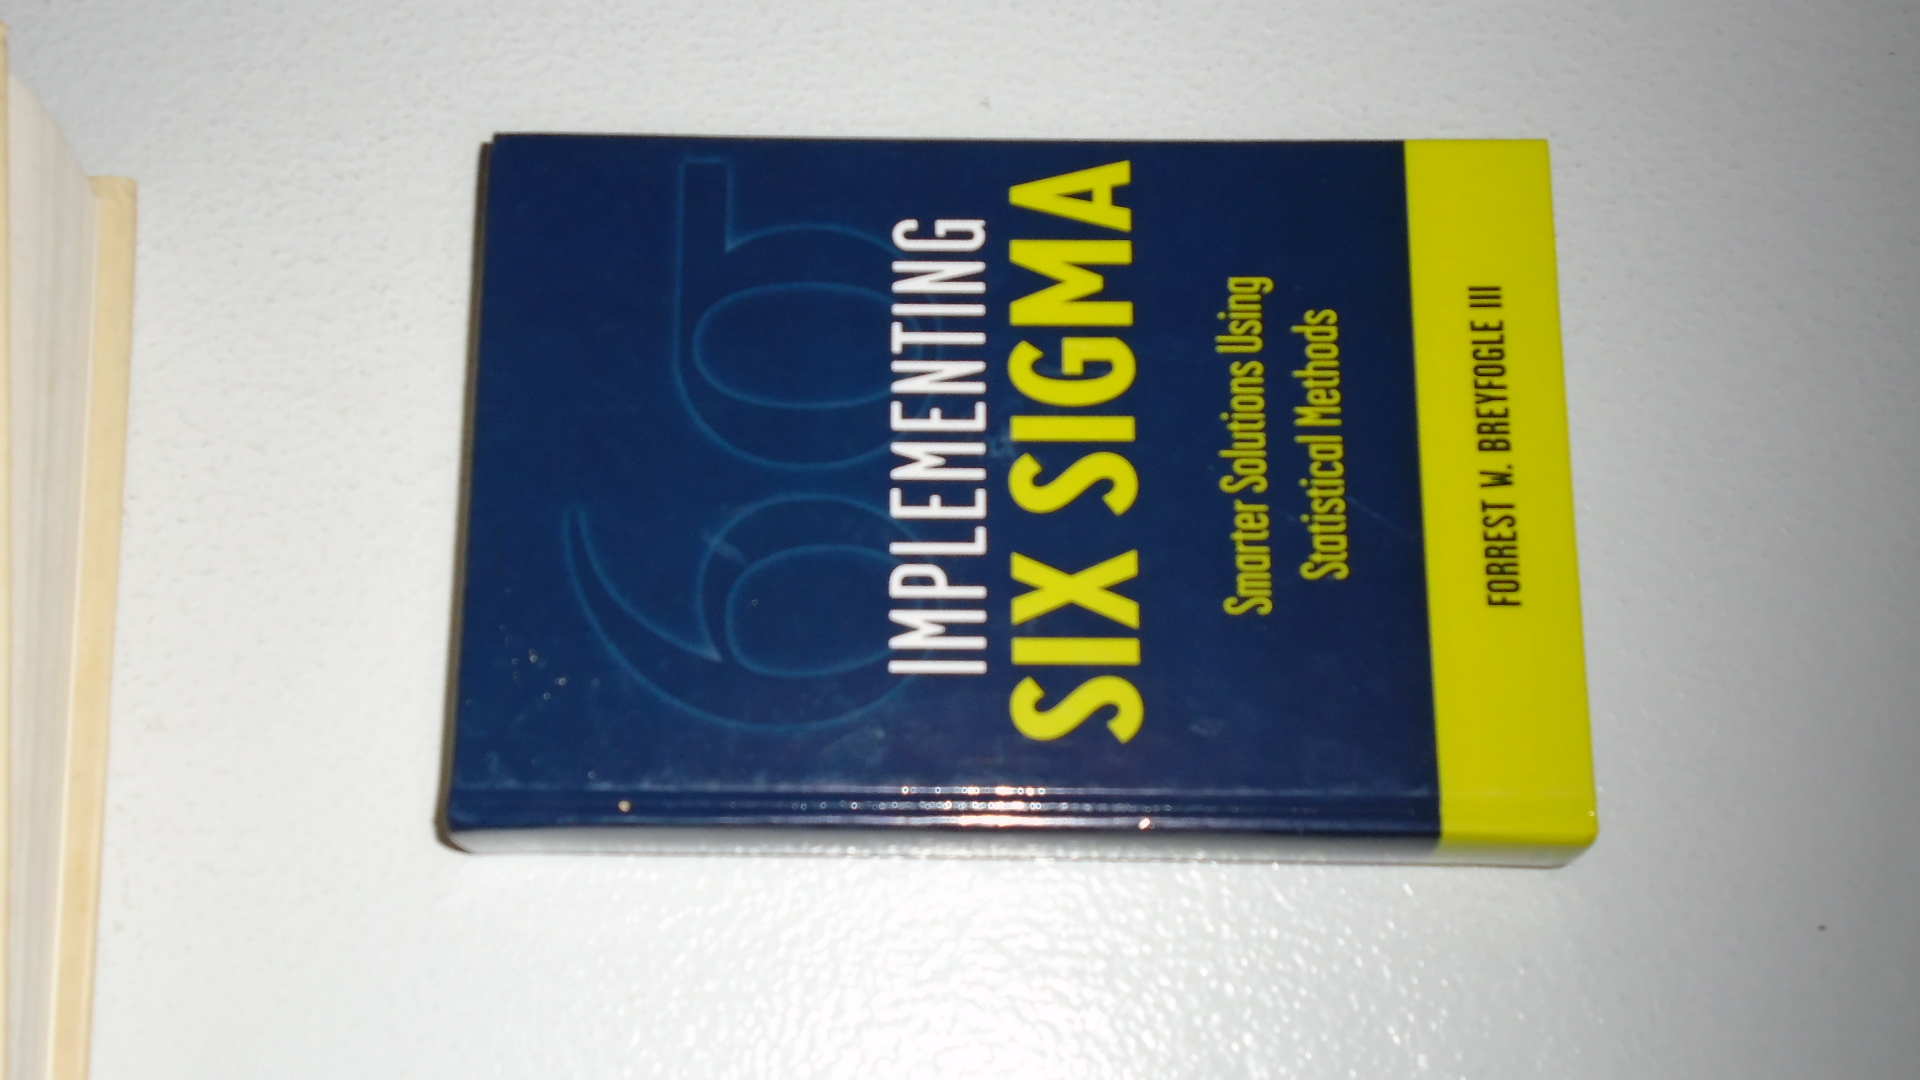 IMPLEMENTING
SIX SIGMA
Smarter Solutions Using
Statistical Methods
FORREST W. BREYFOGLE III